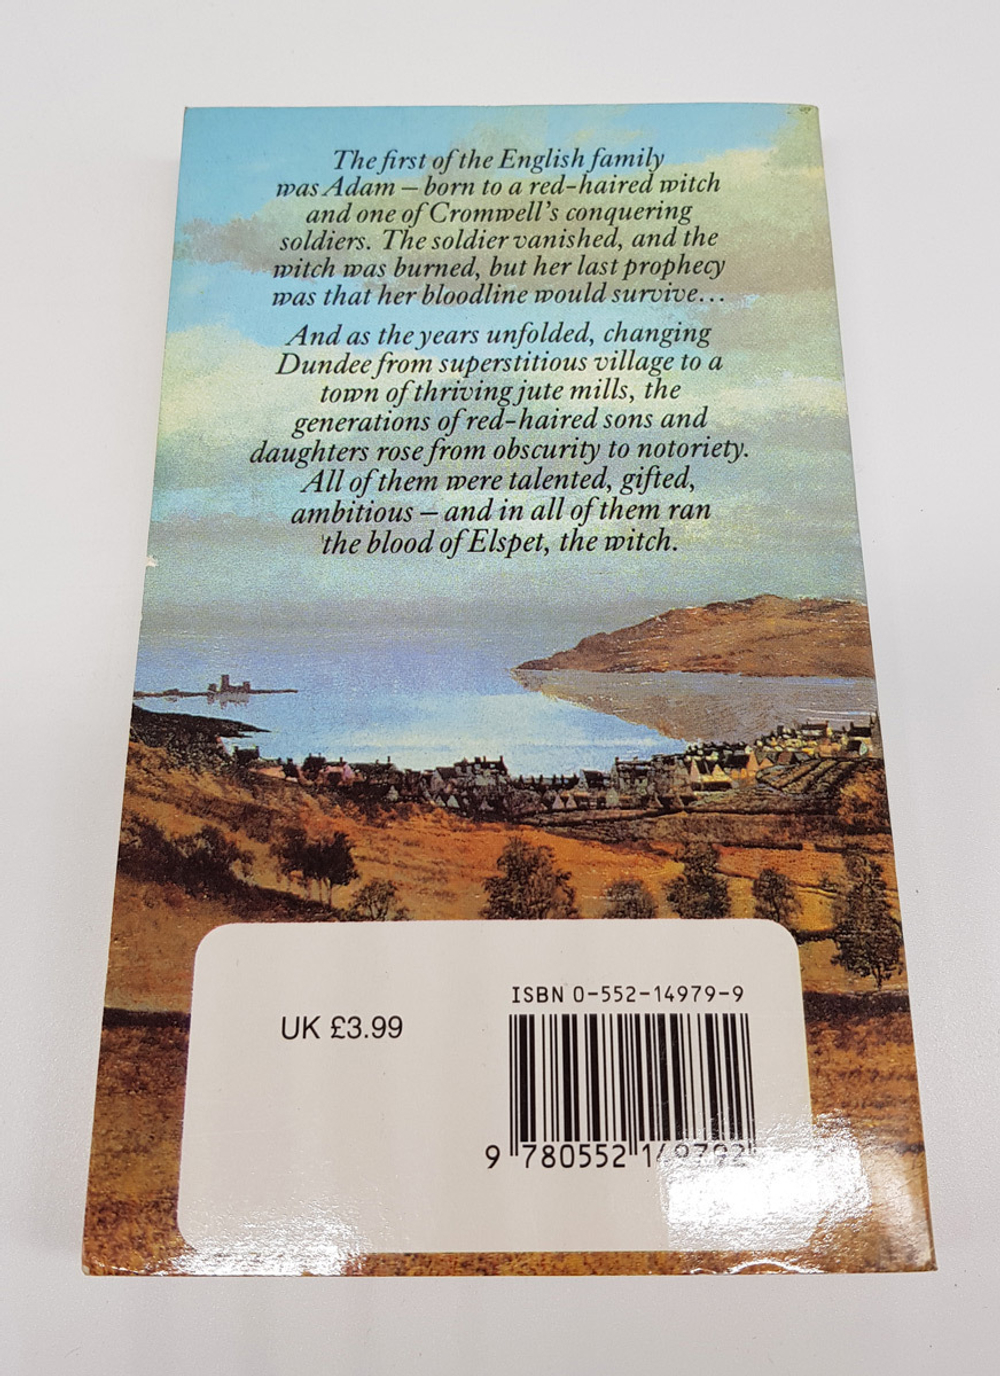 The first of the English family
was Adam – born to a red-haired witch
and one of Cromwell's conquering
soldiers. The soldier vanished, and the
witch was burned, but her last prophecy
was that her bloodline would survive...
And as the years unfolded, changing
Dundee from superstitious village to a
town of thriving jute mills, the
generations of red-haired sons and
daughters rose from obscurity to notoriety.
All of them were talented, gifted,
ambitious – and in all of them ran
the blood of Elspet, the witch.
ISBN 0-552-14979-9
UK £3.99
9 780552 149792